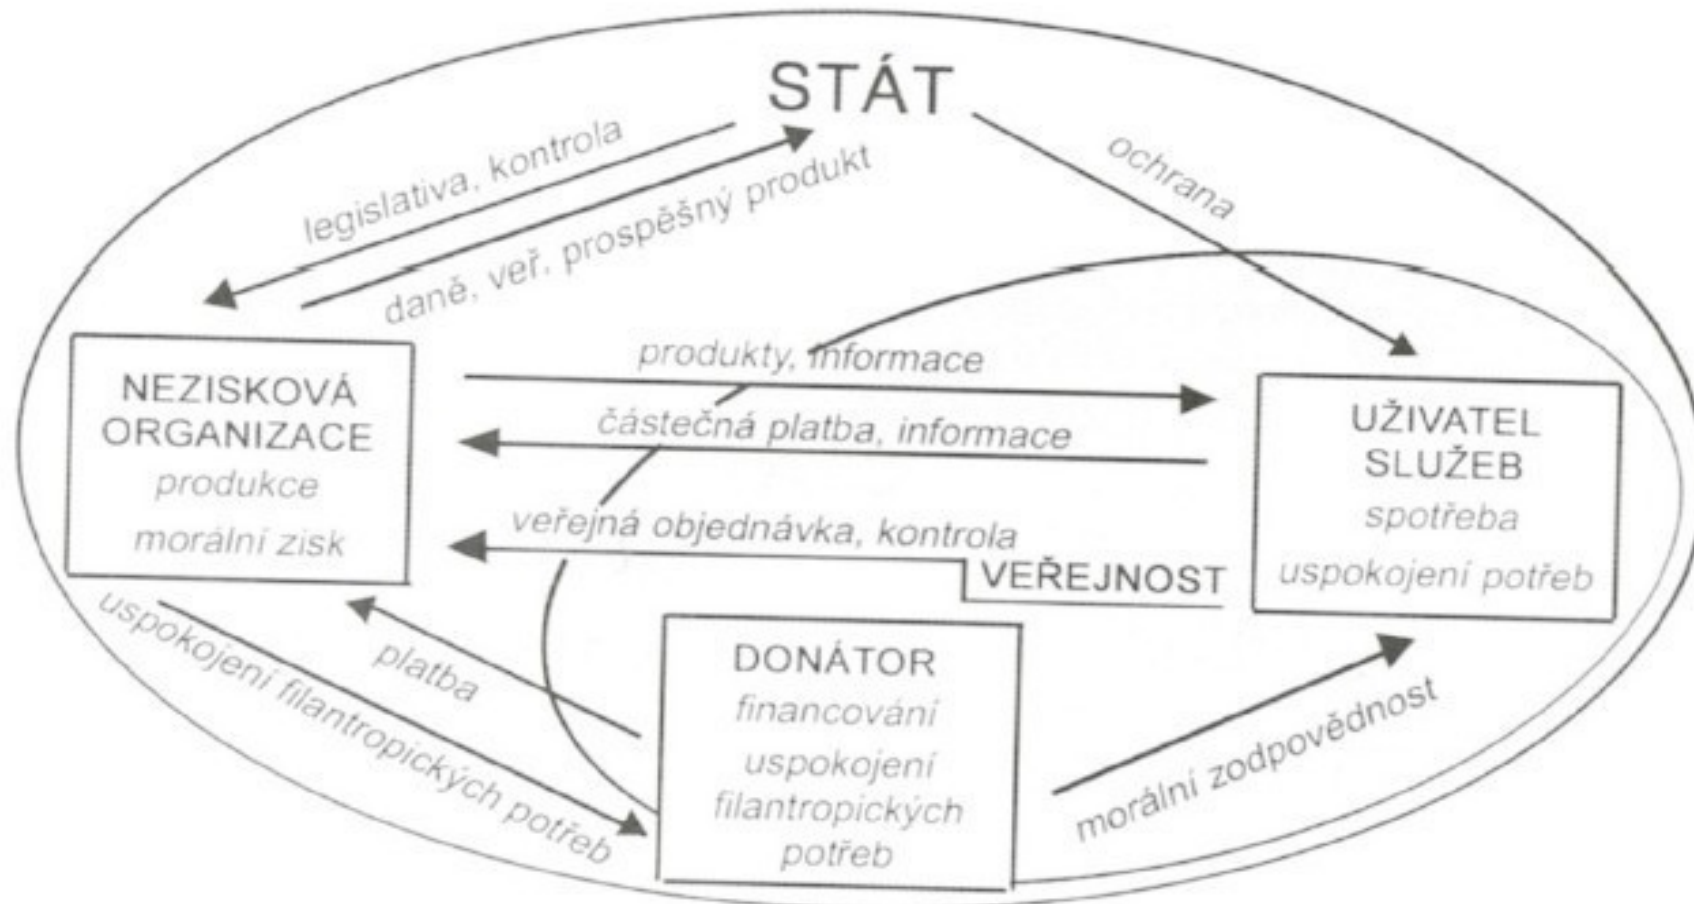 STÁT
legislativa, kontrola
daně, veř. prospěšný produkt
ochrana
produkty, informace
částečná platba, informace
veřejná objednávka, kontrola
VEŘEJNOST
NEZISKOVÁ
ORGANIZACE
produkce
morální zisk
UŽIVATEL
SLUŽEB
spotřeba
uspokojení potřeb
uspokojení filantropických potřeb
platba
DONÁTOR
financování
uspokojení
filantropických
potřeb
morální zodpovědnost